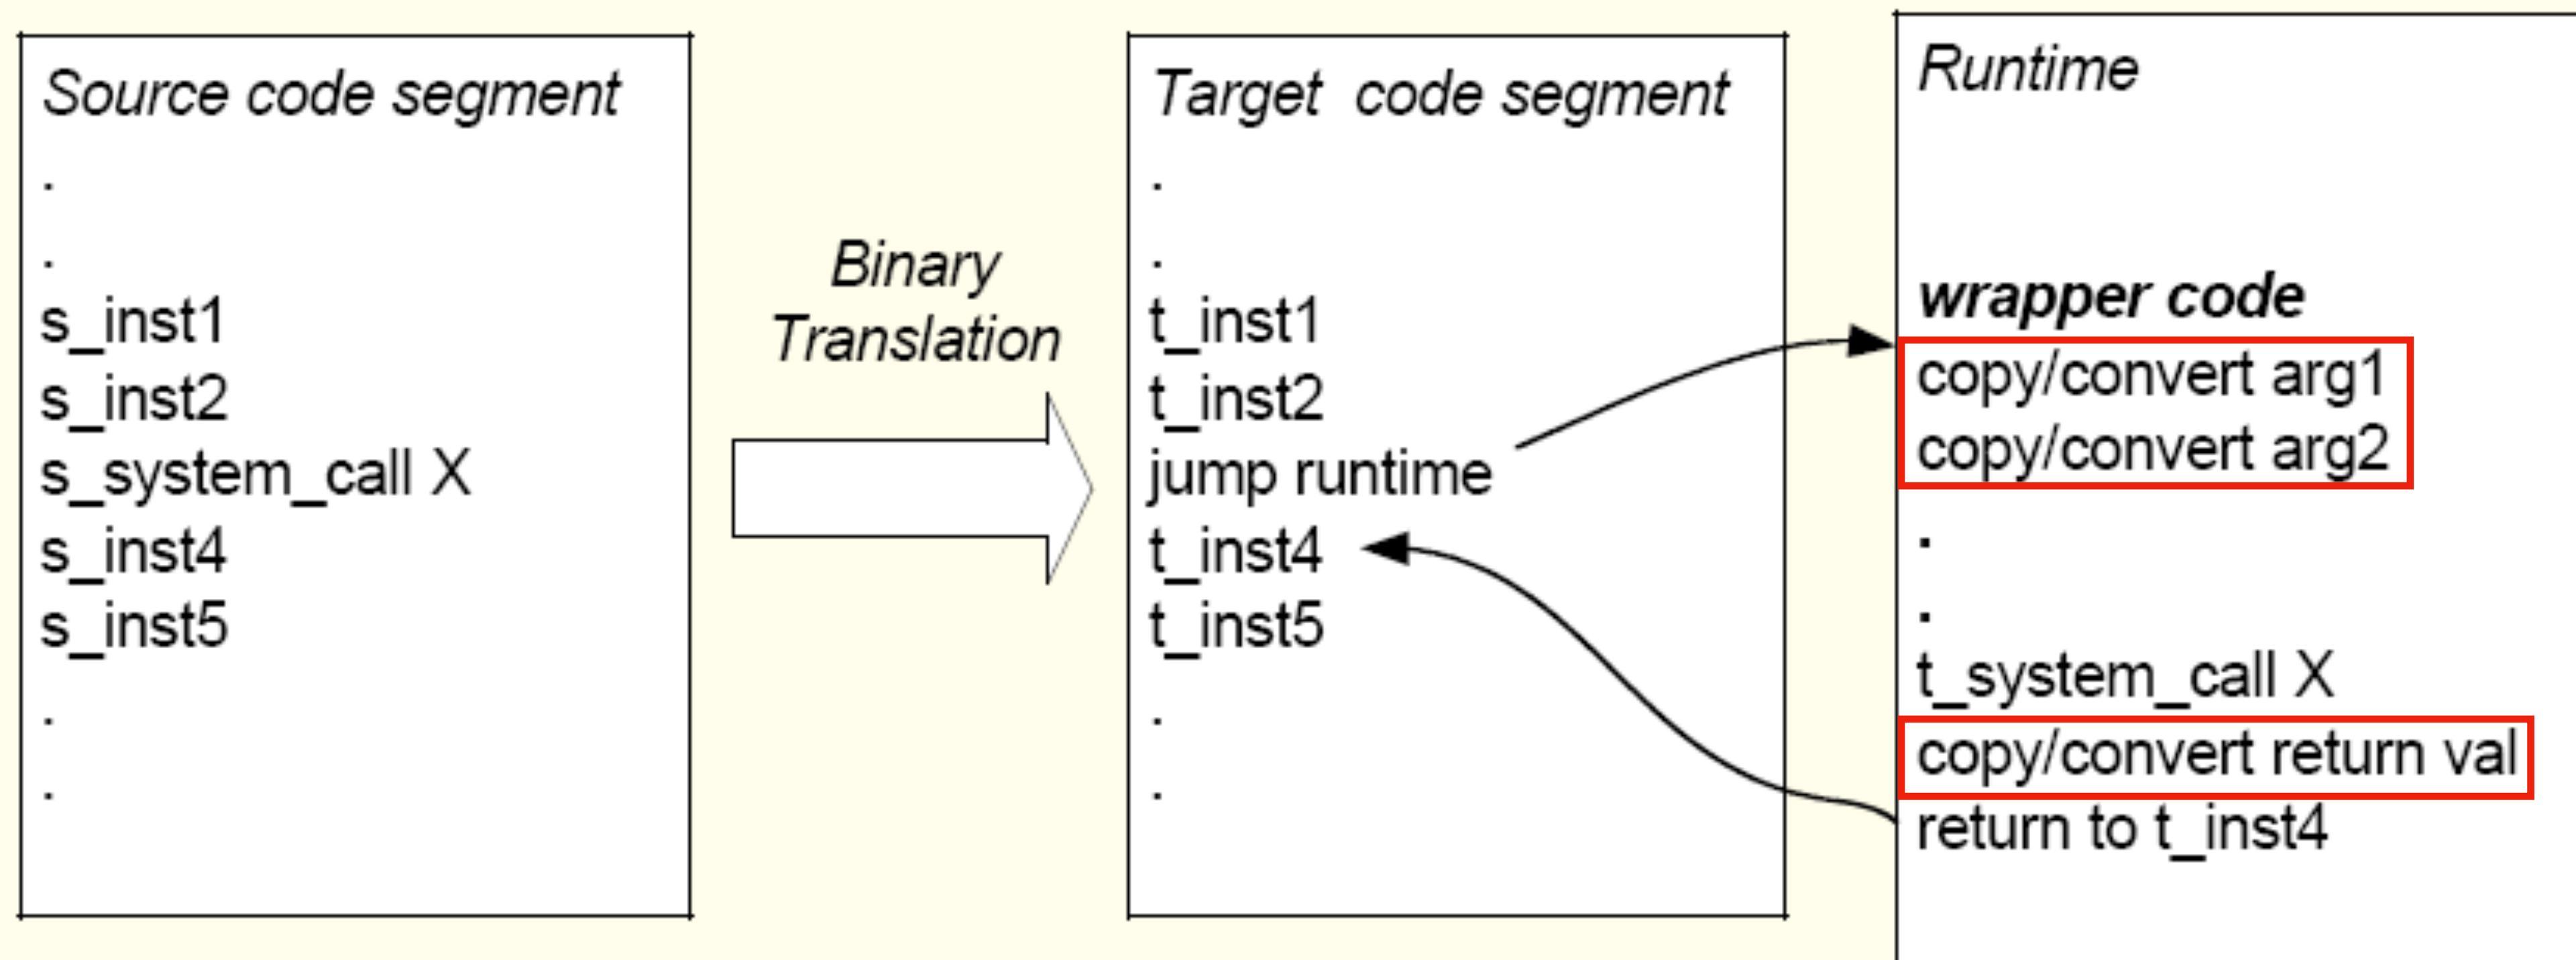 Source code segment
.
.
s_inst1
s_inst2
s_system_call X
s_inst4
s_inst5
.
.
Binary
Translation
Target  code segment
.
.
t_inst1
t_inst2
jump runtime
t_inst4
t_inst5
.
.
Runtime
wrapper code
copy/convert arg1
copy/convert arg2
.
.
t_system_call X
copy/convert return val
return to t_inst4